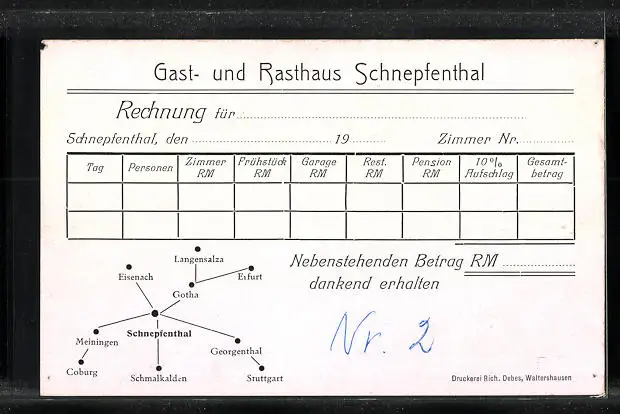 Gast- und Rasthaus Schnepfenthal
Rechnung für
Schnepfenthal, den 19 Zimmer Nr.
Tag Personen Zimmer RM Frühstück RM Garage RM Rest. RM Pension RM 10% Aufschlag Gesamt-betrag
Nebenstehenden Betrag RM
dankend erhalten
Langensalza
Eisenach
Erfurt
Gotha
Schnepfenthal
Meiningen
Georgenthal
Coburg
Schmalkalden
Stuttgart
Nr. 2
Druckerei Rich. Debes, Waltershausen